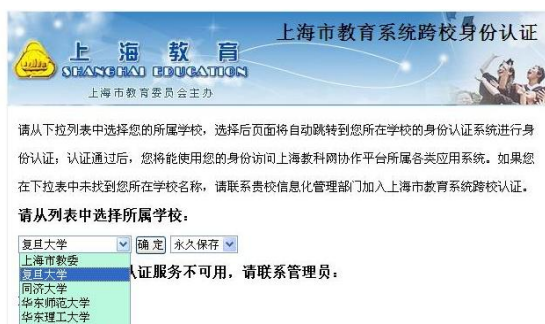 上海市教育系统跨校身份认证
上海教育
SHANGHAI EDUCATION
上海市教育委员会主办
请从下拉列表中选择您的所属学校，选择后页面将自动跳转到您所在学校的身份认证系统进行身
份认证；认证通过后，您将能使用您的身份访问上海教科网协作平台所属各类应用系统。如果您
在下拉表中未找到您所在学校名称，请联系贵校信息化管理部门加入上海市教育系统跨校认证。
请从列表中选择所属学校：
复旦大学 确定 永久保存
上海市教委
复旦大学 认证服务不可用，请联系管理员：
同济大学
华东师范大学
华东理工大学